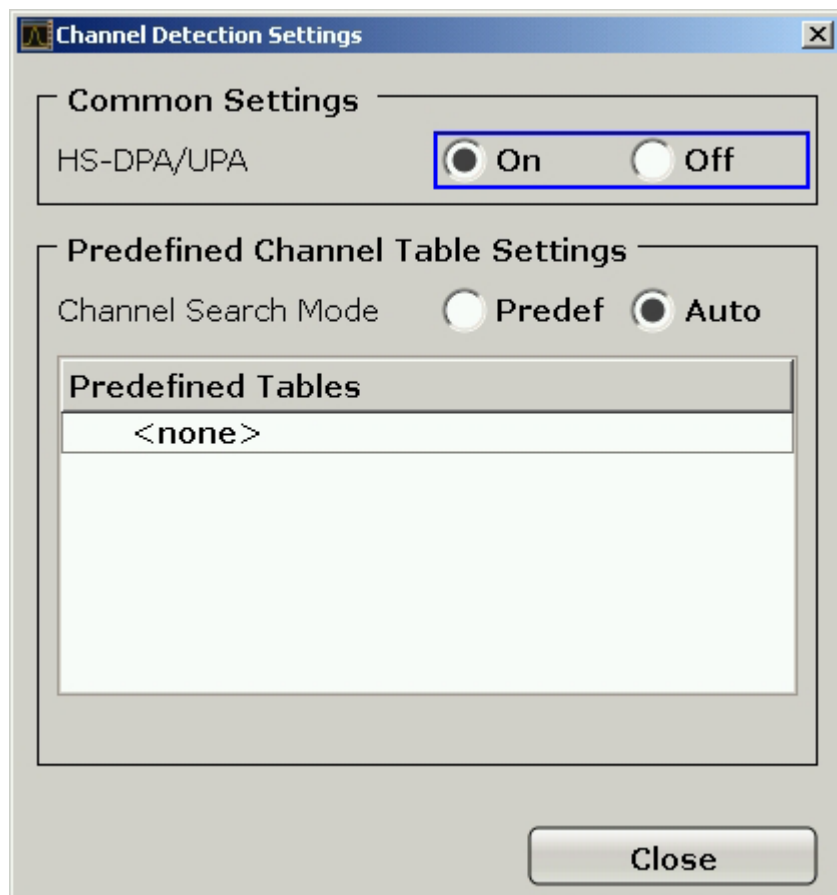 Channel Detection Settings
Common Settings
HS-DPA/UPA On Off
Predefined Channel Table Settings
Channel Search Mode Predef Auto
Predefined Tables
<none>
Close